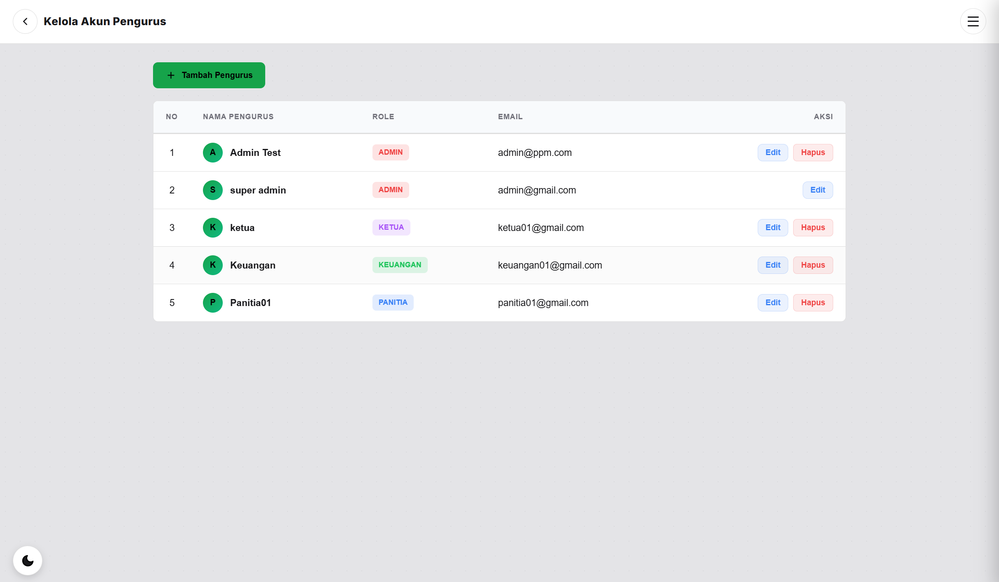 Kelola Akun Pengurus
+ Tambah Pengurus
NO NAMA PENGURUS ROLE EMAIL AKSI
1 A Admin Test ADMIN admin@ppm.com Edit Hapus
2 S super admin ADMIN admin@gmail.com Edit
3 K ketua KETUA ketua01@gmail.com Edit Hapus
4 K Keuangan KEUANGAN keuangan01@gmail.com Edit Hapus
5 P Panitia01 PANITIA panitia01@gmail.com Edit Hapus